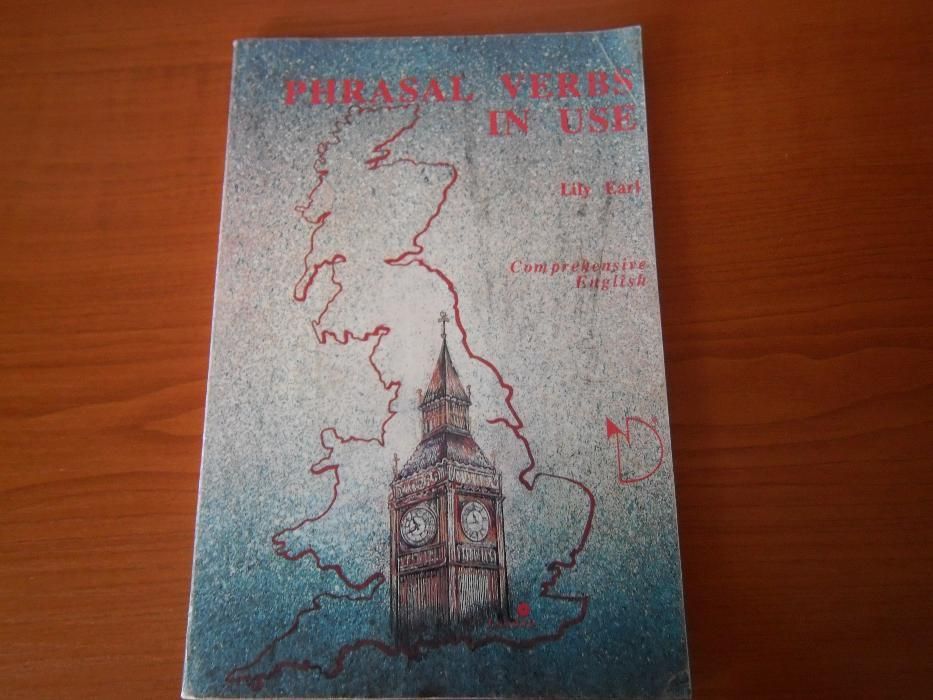 PHRASAL VERBS
IN USE
Lily Earl
Comprehensive
English